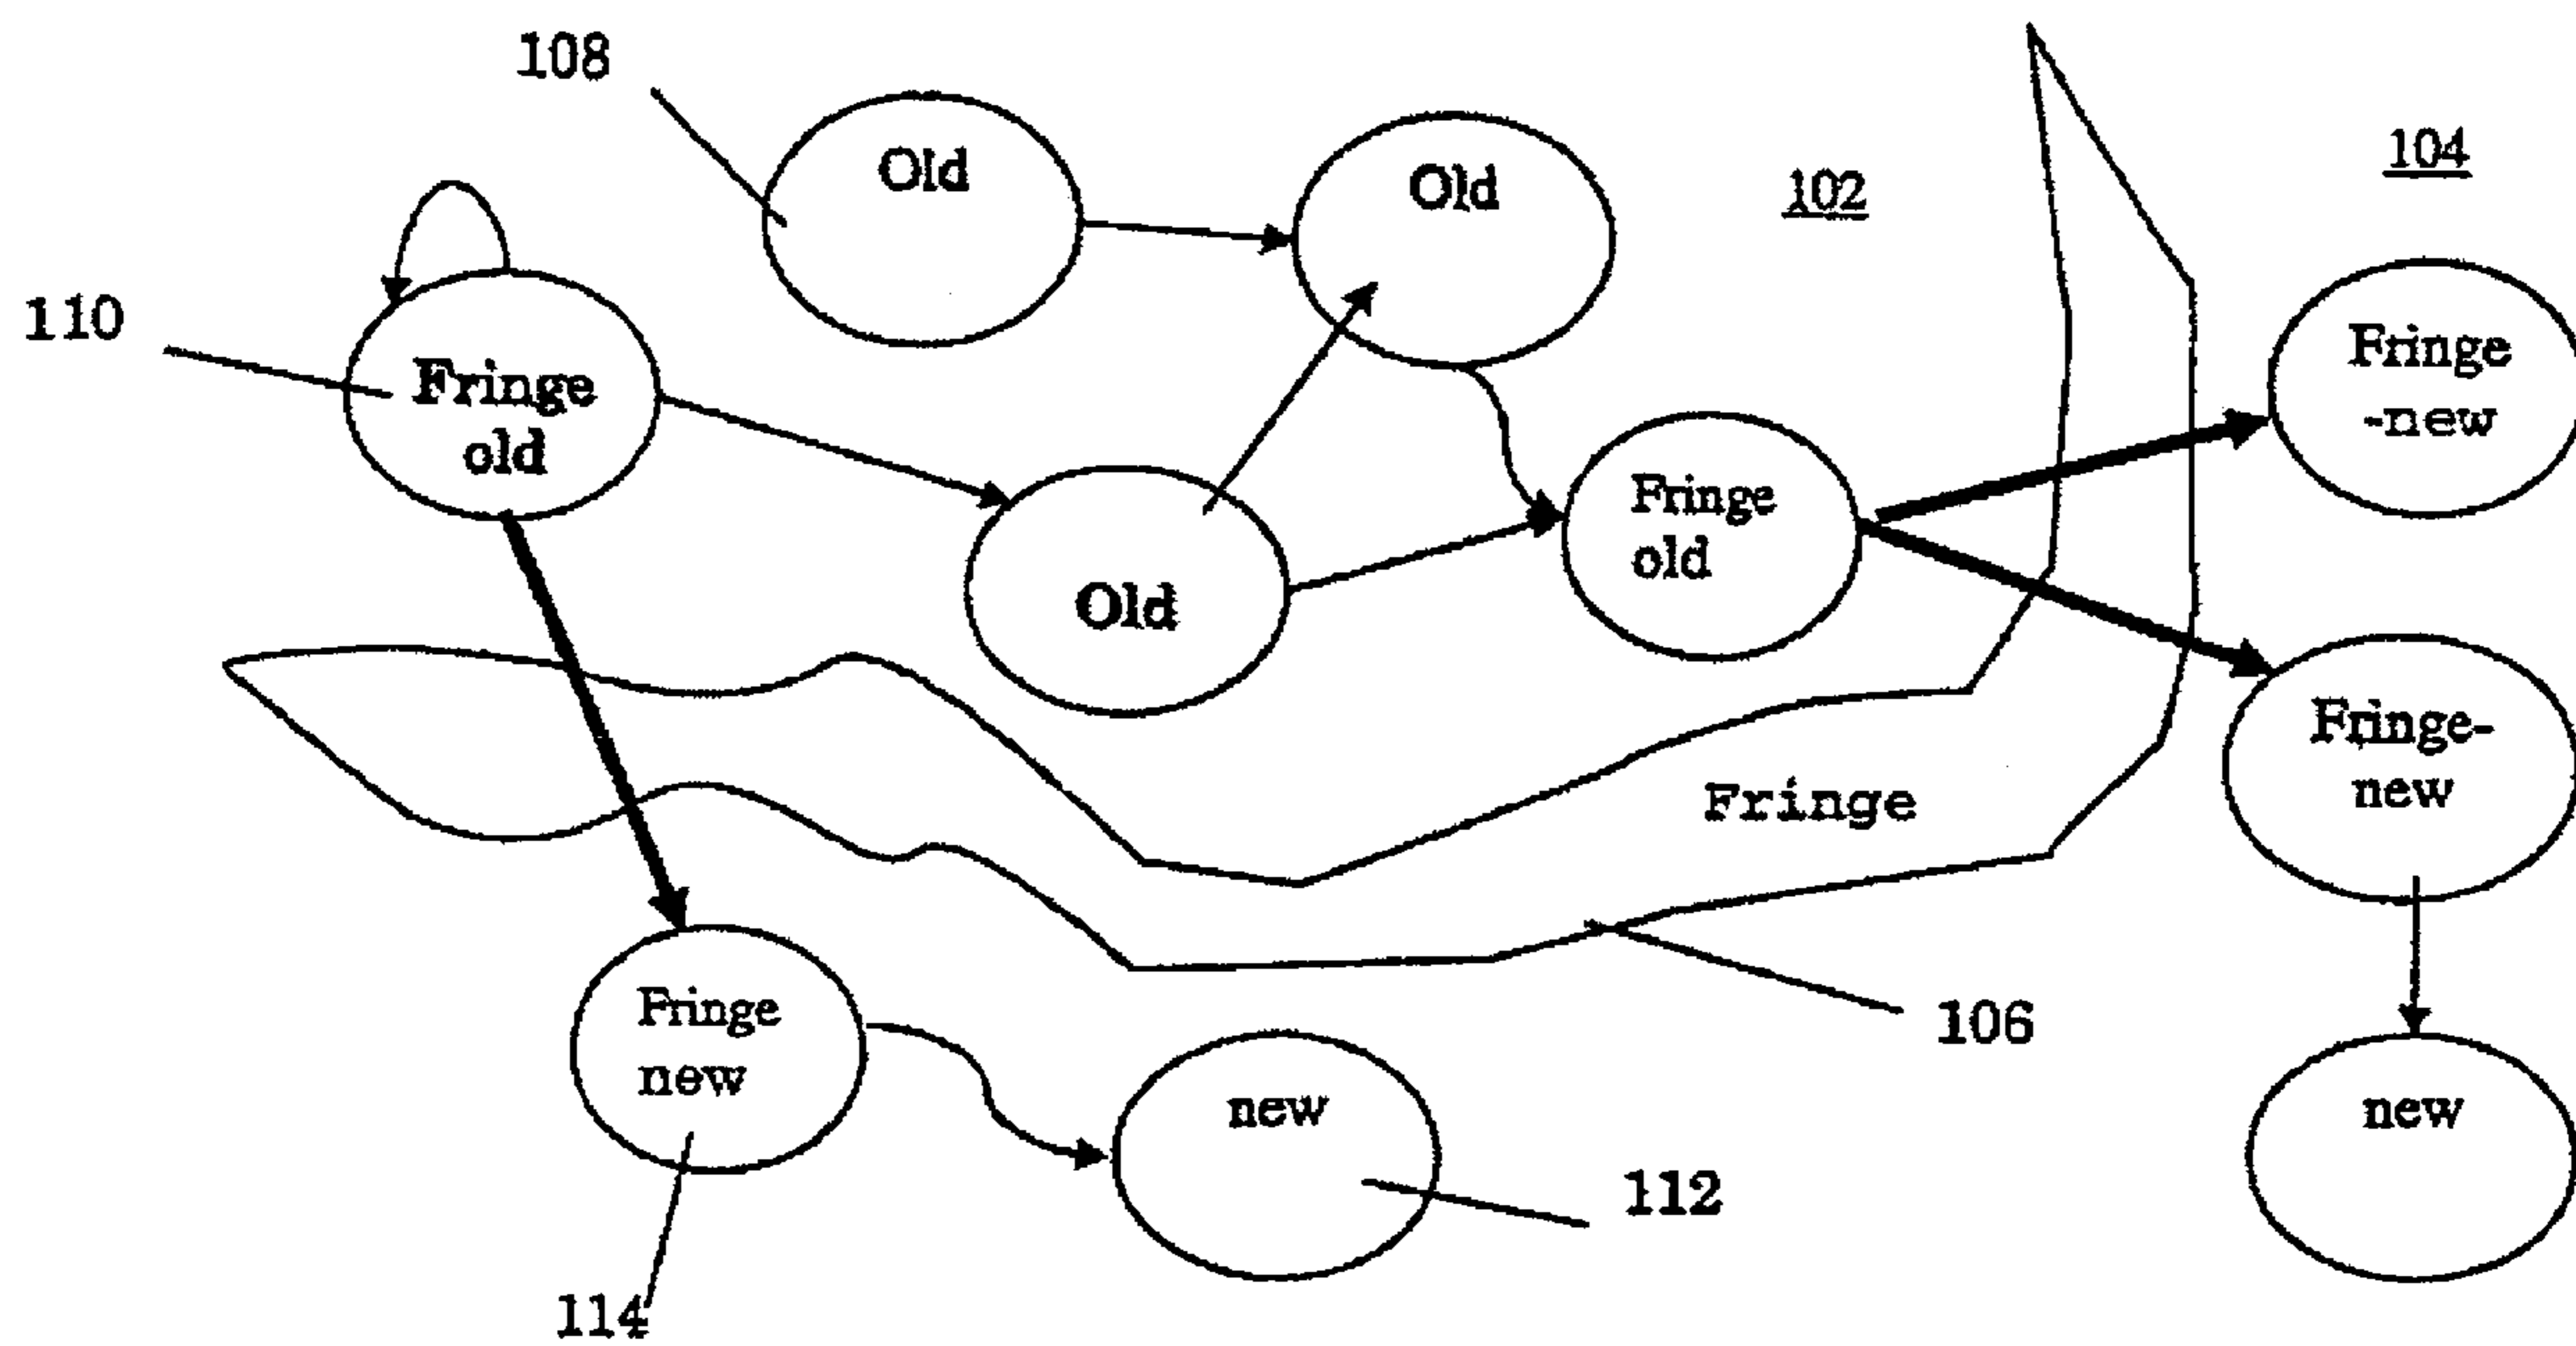 108
Old
Old
102
104
110
Fringe
old
Fringe
-new
Fringe
old
Old
Fringe-
new
Fringe
106
Fringe
new
new
new
112
114